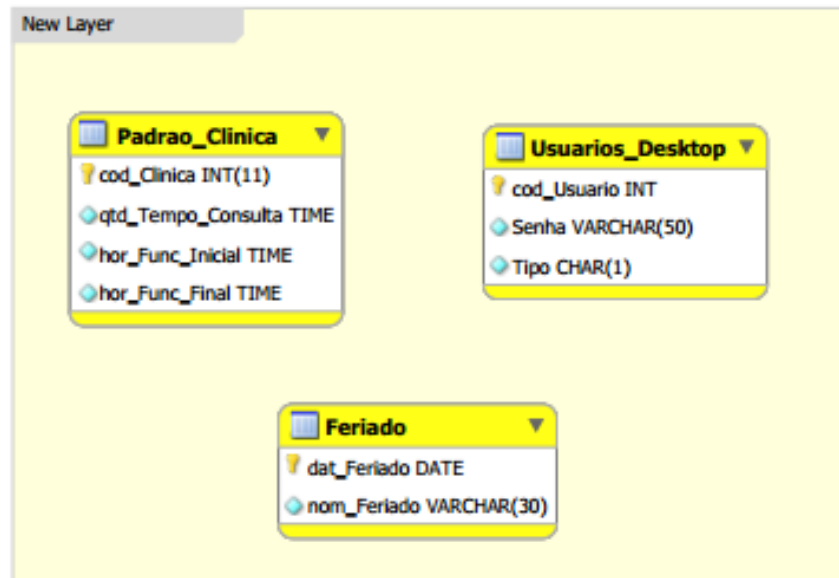 New Layer
Padrao_Clinica
cod_Clinica INT(11)
qtd_Tempo_Consulta TIME
hor_Func_Inicial TIME
hor_Func_Final TIME
Usuarios_Desktop
cod_Usuario INT
Senha VARCHAR(50)
Tipo CHAR(1)
Feriado
dat_Feriado DATE
nom_Feriado VARCHAR(30)